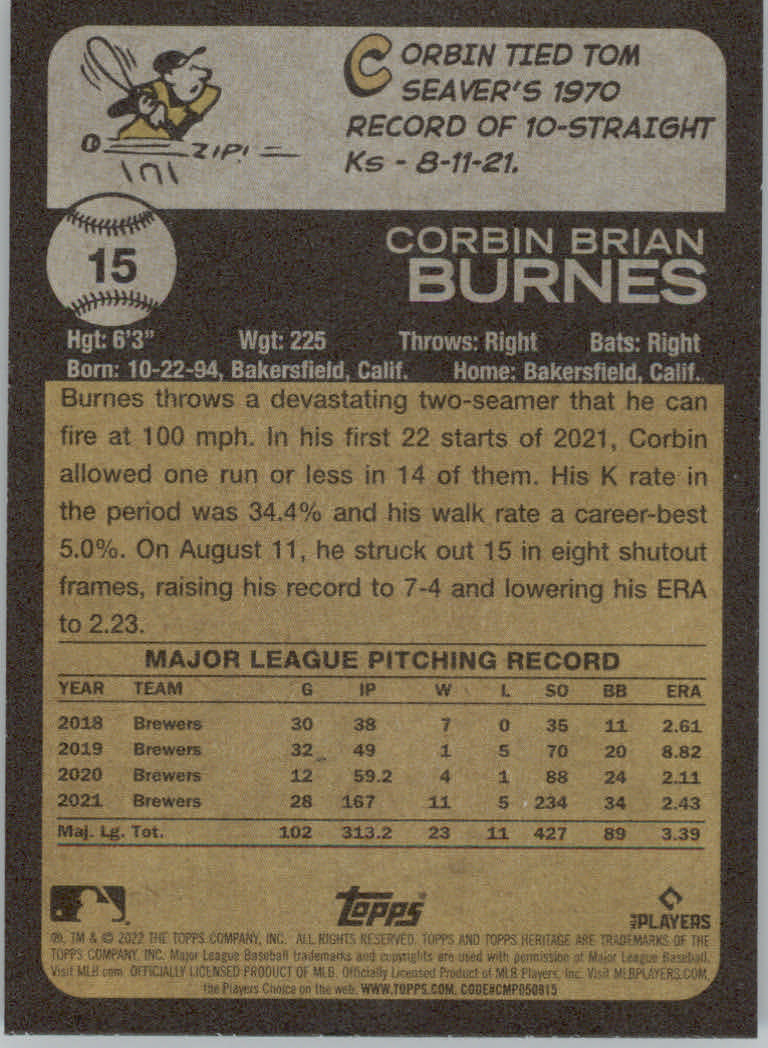 CORBIN TIED TOM
SEAVER'S 1970
RECORD OF 10-STRAIGHT
Ks - 8-11-21.
ZIP!
15
CORBIN BRIAN
BURNES
Hgt: 6'3" Wgt: 225 Throws: Right Bats: Right
Born: 10-22-94, Bakersfield, Calif. Home: Bakersfield, Calif.
Burnes throws a devastating two-seamer that he can
fire at 100 mph. In his first 22 starts of 2021, Corbin
allowed one run or less in 14 of them. His K rate in
the period was 34.4% and his walk rate a career-best
5.0%. On August 11, he struck out 15 in eight shutout
frames, raising his record to 7-4 and lowering his ERA
to 2.23.
MAJOR LEAGUE PITCHING RECORD
YEAR TEAM G IP W L SO BB ERA
2018 Brewers 30 38 7 0 35 11 2.61
2019 Brewers 32 49 1 5 70 20 8.82
2020 Brewers 12 59.2 4 1 88 24 2.11
2021 Brewers 28 167 11 5 234 34 2.43
Maj. Lg. Tot. 102 313.2 23 11 427 89 3.39
Topps®
MLB PLAYERS
®, TM & © 2022 THE TOPPS COMPANY, INC. ALL RIGHTS RESERVED. TOPPS AND TOPPS HERITAGE ARE TRADEMARKS OF THE
TOPPS COMPANY, INC. Major League Baseball trademarks and copyrights are used with permission of Major League Baseball.
Visit MLB.com. OFFICIALLY LICENSED PRODUCT OF MLB. Officially Licensed Product of MLB Players, Inc. Visit MLBPLAYERS.COM,
the Players Choice on the web. WWW.TOPPS.COM. CODE#CMP050815